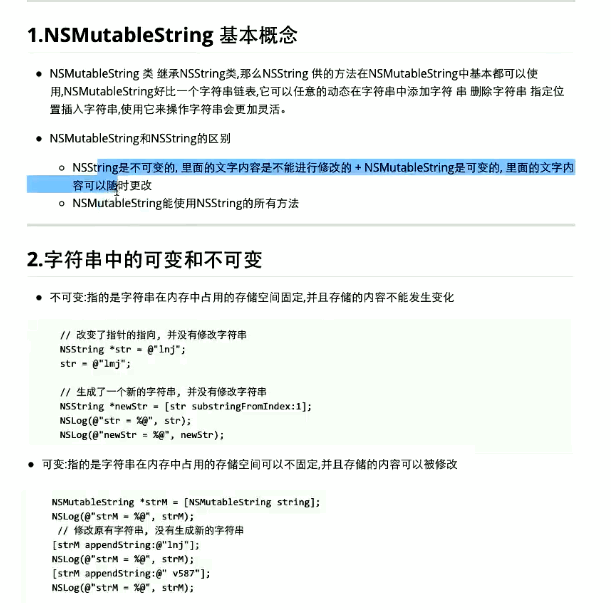 1.NSMutableString 基本概念
NSMutableString 类 继承NSString类,那么NSString 供的方法在NSMutableString中基本都可以使
用,NSMutableString好比一个字符串链表,它可以任意的动态在字符串中添加字符 串 删除字符串 指定位
置插入字符串,使用它来操作字符串会更加灵活。
NSMutableString和NSString的区别
NSString是不可变的, 里面的文字内容是不能进行修改的 + NSMutableString是可变的, 里面的文字内
容可以随时更改
NSMutableString能使用NSString的所有方法
2.字符串中的可变和不可变
不可变:指的是字符串在内存中占用的存储空间固定,并且存储的内容不能发生变化
// 改变了指针的指向, 并没有修改字符串
NSString *str = @"lnj";
str = @"lmj";
// 生成了一个新的字符串, 并没有修改字符串
NSString *newStr = [str substringFromIndex:1];
NSLog(@"str = %@", str);
NSLog(@"newStr = %@", newStr);
可变:指的是字符串在内存中占用的存储空间可以不固定,并且存储的内容可以被修改
NSMutableString *strM = [NSMutableString string];
NSLog(@"strM = %@", strM);
// 修改原有字符串, 没有生成新的字符串
[strM appendString:@"lnj"];
NSLog(@"strM = %@", strM);
[strM appendString:@" v587"];
NSLog(@"strM = %@", strM);